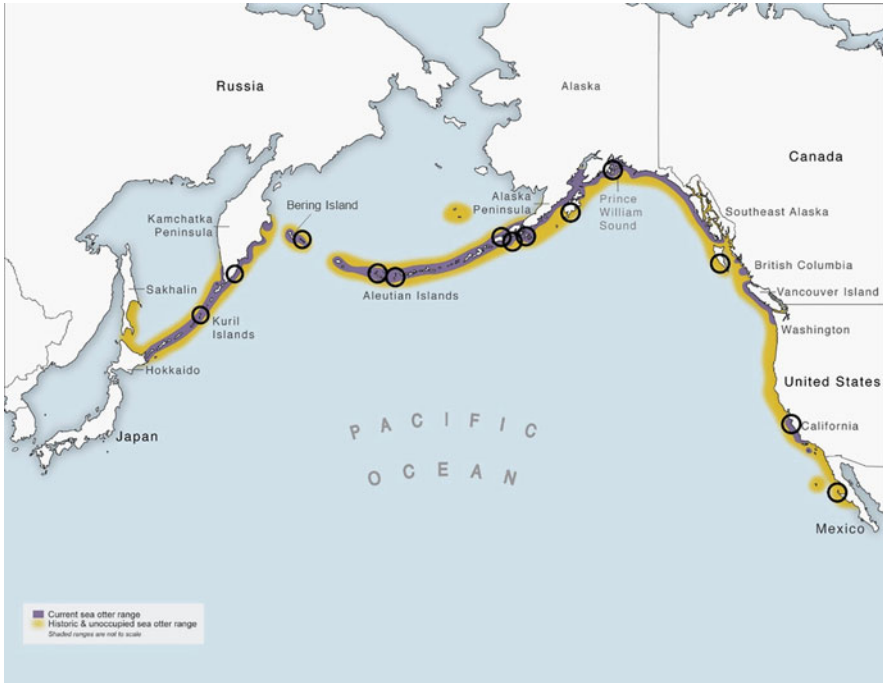 Russia
Alaska
Canada
Bering Island
Alaska
Peninsula
Kamchatka
Peninsula
Prince
William
Sound
Southeast Alaska
British Columbia
Sakhalin
Aleutian Islands
Vancouver Island
Kuril
Islands
Washington
Hokkaido
United States
Japan
California
PACIFIC
OCEAN
Mexico
Current sea otter range
Historic & unoccupied sea otter range
Shaded ranges are not to scale